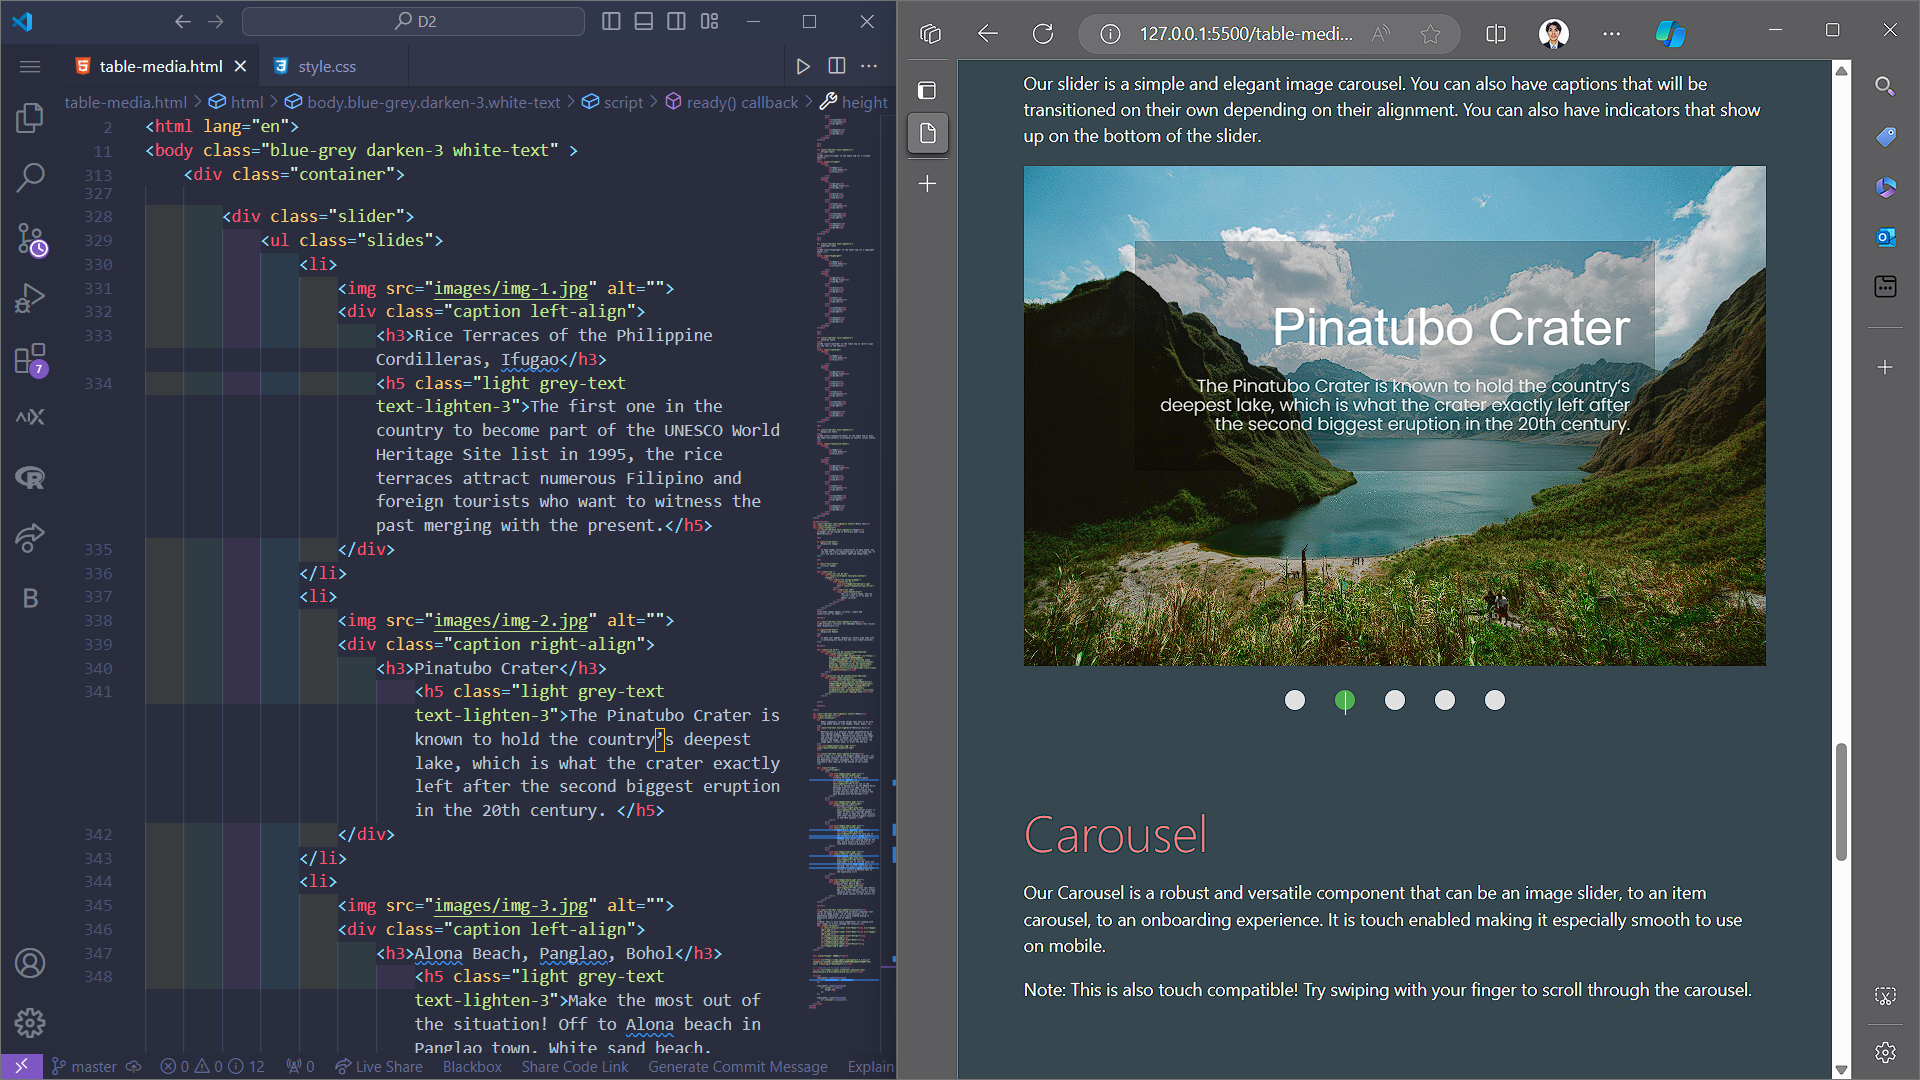 D2
table-media.html
style.css
table-media.html > html > body.blue-grey.darken-3.white-text > script > ready() callback > height
2 <html lang="en">
11 <body class="blue-grey darken-3 white-text" >
313 <div class="container">
327
328 <div class="slider">
329 <ul class="slides">
330 <li>
331 <img src="images/img-1.jpg" alt="">
332 <div class="caption left-align">
333 <h3>Rice Terraces of the Philippine
Cordilleras, Ifugao</h3>
334 <h5 class="light grey-text
text-lighten-3">The first one in the
country to become part of the UNESCO World
Heritage Site list in 1995, the rice
terraces attract numerous Filipino and
foreign tourists who want to witness the
past merging with the present.</h5>
335 </div>
336 </li>
337 <li>
338 <img src="images/img-2.jpg" alt="">
339 <div class="caption right-align">
340 <h3>Pinatubo Crater</h3>
341 <h5 class="light grey-text
text-lighten-3">The Pinatubo Crater is
known to hold the country’s deepest
lake, which is what the crater exactly
left after the second biggest eruption
in the 20th century. </h5>
342 </div>
343 </li>
344 <li>
345 <img src="images/img-3.jpg" alt="">
346 <div class="caption left-align">
347 <h3>Alona Beach, Panglao, Bohol</h3>
348 <h5 class="light grey-text
text-lighten-3">Make the most out of
the situation! Off to Alona beach in
Panglao town. White sand beach.
7
master 0 0 12 0 Live Share Blackbox Share Code Link Generate Commit Message Explain
127.0.0.1:5500/table-medi...
Our slider is a simple and elegant image carousel. You can also have captions that will be
transitioned on their own depending on their alignment. You can also have indicators that show
up on the bottom of the slider.
Pinatubo Crater
The Pinatubo Crater is known to hold the country’s
deepest lake, which is what the crater exactly left after
the second biggest eruption in the 20th century.
Carousel
Our Carousel is a robust and versatile component that can be an image slider, to an item
carousel, to an onboarding experience. It is touch enabled making it especially smooth to use
on mobile.
Note: This is also touch compatible! Try swiping with your finger to scroll through the carousel.